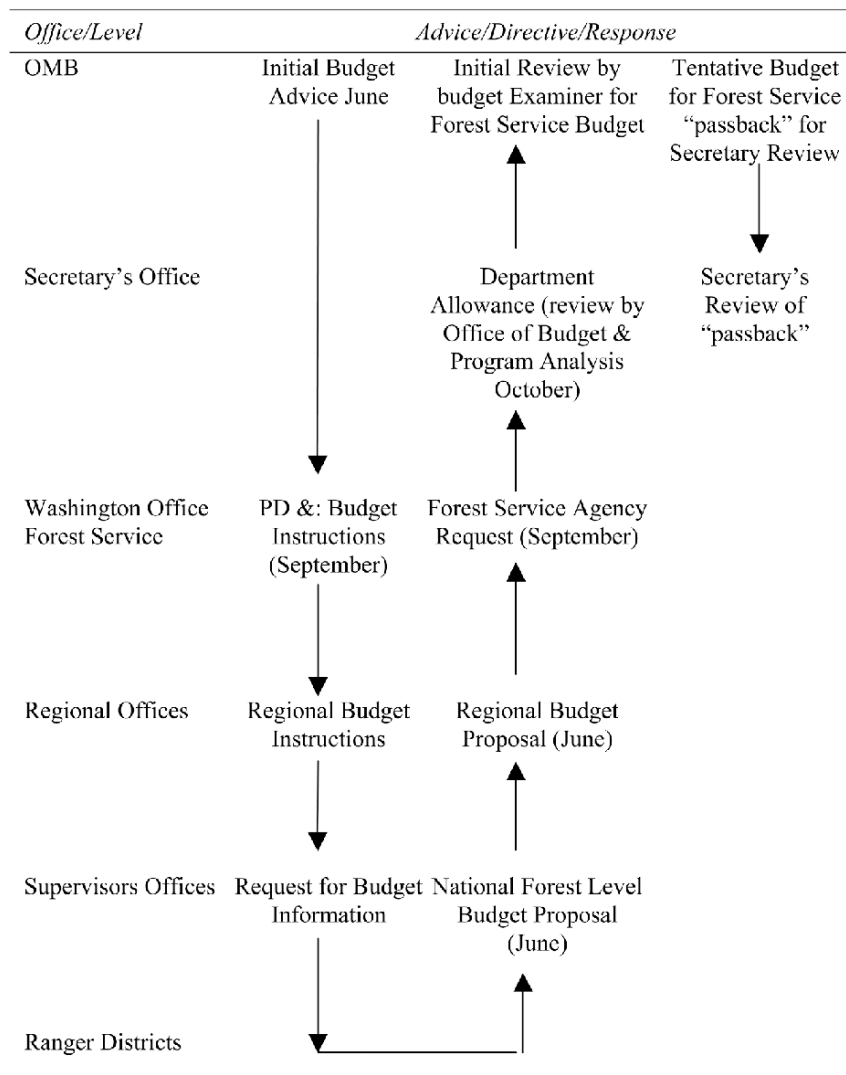 Office/Level Advice/Directive/Response
OMB
Initial Budget
Advice June
Initial Review by
budget Examiner for
Forest Service Budget
Tentative Budget
for Forest Service
“passback” for
Secretary Review
Secretary’s Office
Department
Allowance (review by
Office of Budget &
Program Analysis
October)
Secretary’s
Review of
“passback”
Washington Office
Forest Service
PD &: Budget
Instructions
(September)
Forest Service Agency
Request (September)
Regional Offices
Regional Budget
Instructions
Regional Budget
Proposal (June)
Supervisors Offices
Request for Budget
Information
National Forest Level
Budget Proposal
(June)
Ranger Districts